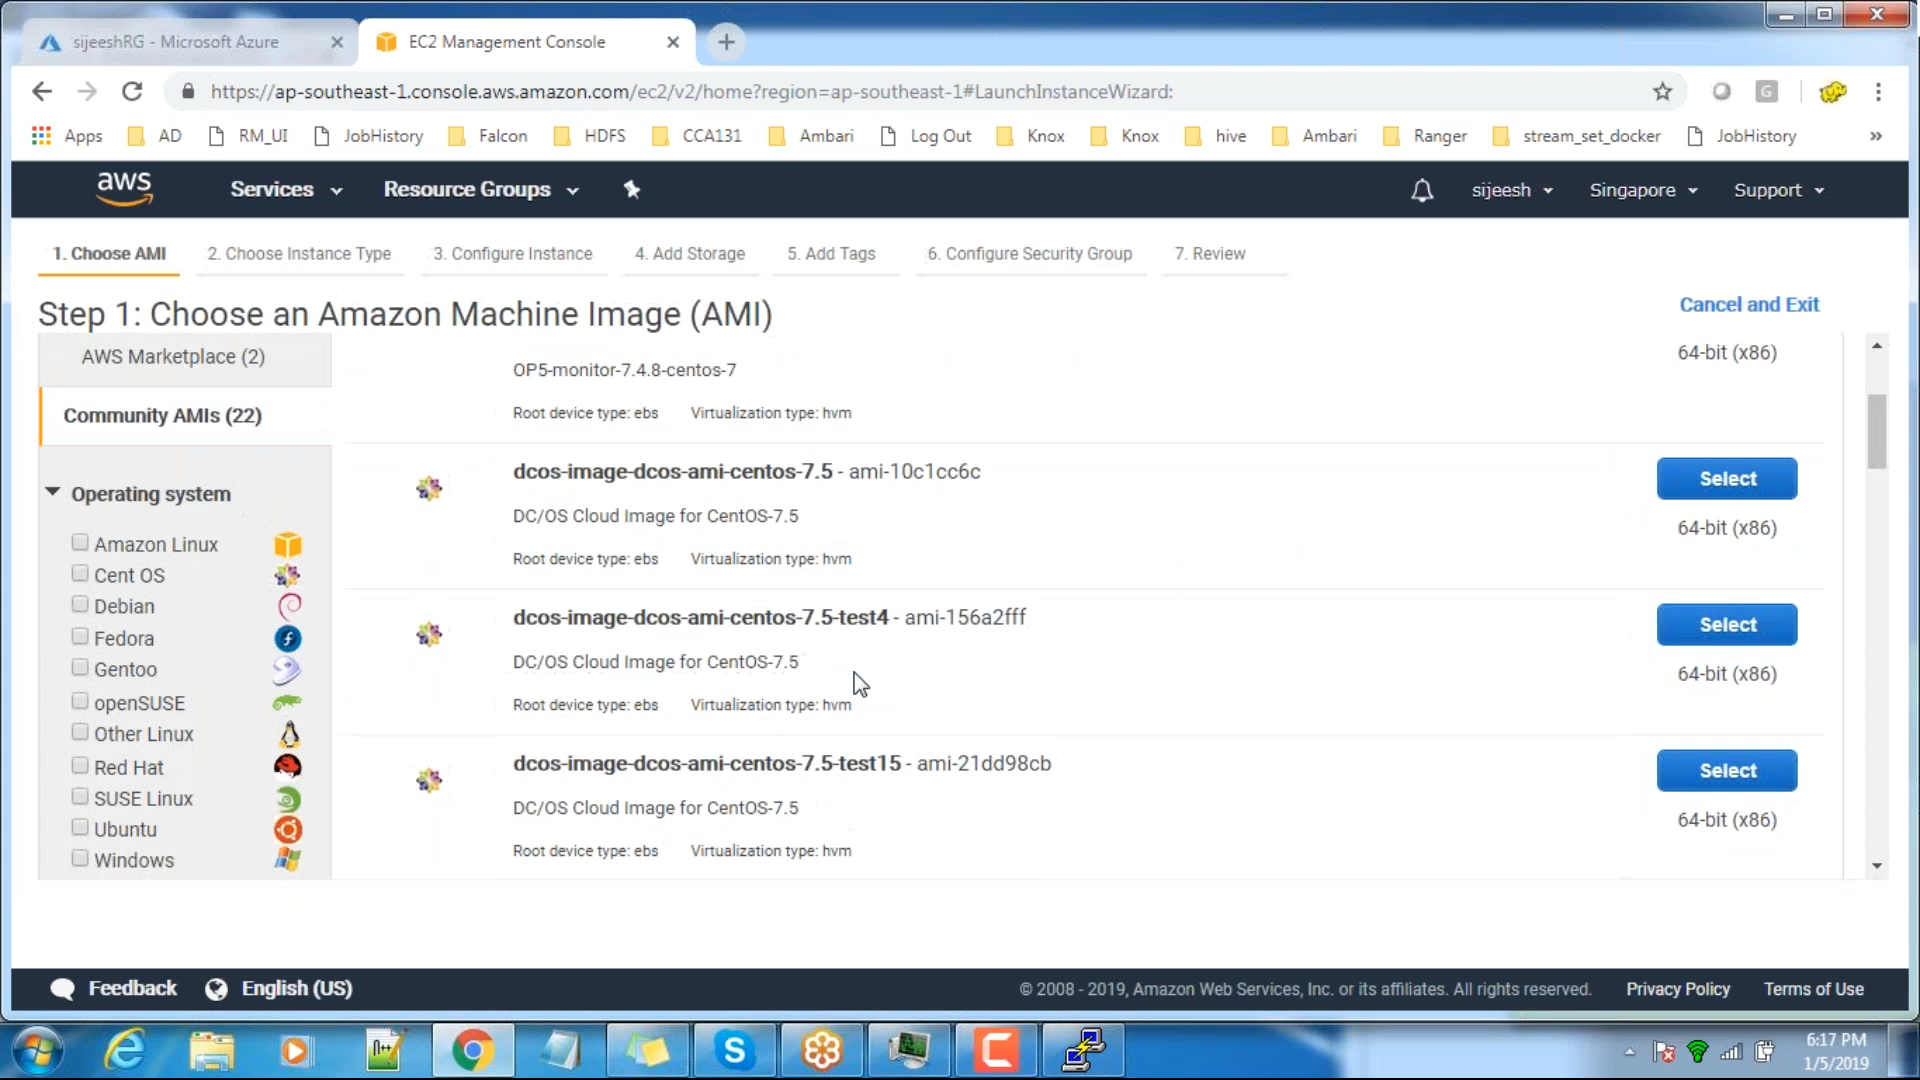 sijeeshRG - Microsoft Azure
EC2 Management Console
https://ap-southeast-1.console.aws.amazon.com/ec2/v2/home?region=ap-southeast-1#LaunchInstanceWizard:
G
Apps AD RM_UI JobHistory Falcon HDFS CCA131 Ambari Log Out Knox Knox hive Ambari Ranger stream_set_docker JobHistory »
aws Services Resource Groups sijeesh Singapore Support
1. Choose AMI 2. Choose Instance Type 3. Configure Instance 4. Add Storage 5. Add Tags 6. Configure Security Group 7. Review
Step 1: Choose an Amazon Machine Image (AMI)
Cancel and Exit
AWS Marketplace (2)
Community AMIs (22)
Operating system
Amazon Linux
Cent OS
Debian
Fedora
Gentoo
openSUSE
Other Linux
Red Hat
SUSE Linux
Ubuntu
Windows
64-bit (x86)
OP5-monitor-7.4.8-centos-7
Root device type: ebs Virtualization type: hvm
dcos-image-dcos-ami-centos-7.5 - ami-10c1cc6c
Select
DC/OS Cloud Image for CentOS-7.5
64-bit (x86)
Root device type: ebs Virtualization type: hvm
dcos-image-dcos-ami-centos-7.5-test4 - ami-156a2fff
Select
DC/OS Cloud Image for CentOS-7.5
64-bit (x86)
Root device type: ebs Virtualization type: hvm
dcos-image-dcos-ami-centos-7.5-test15 - ami-21dd98cb
Select
DC/OS Cloud Image for CentOS-7.5
64-bit (x86)
Root device type: ebs Virtualization type: hvm
Feedback English (US)
© 2008 - 2019, Amazon Web Services, Inc. or its affiliates. All rights reserved. Privacy Policy Terms of Use
6:17 PM
1/5/2019